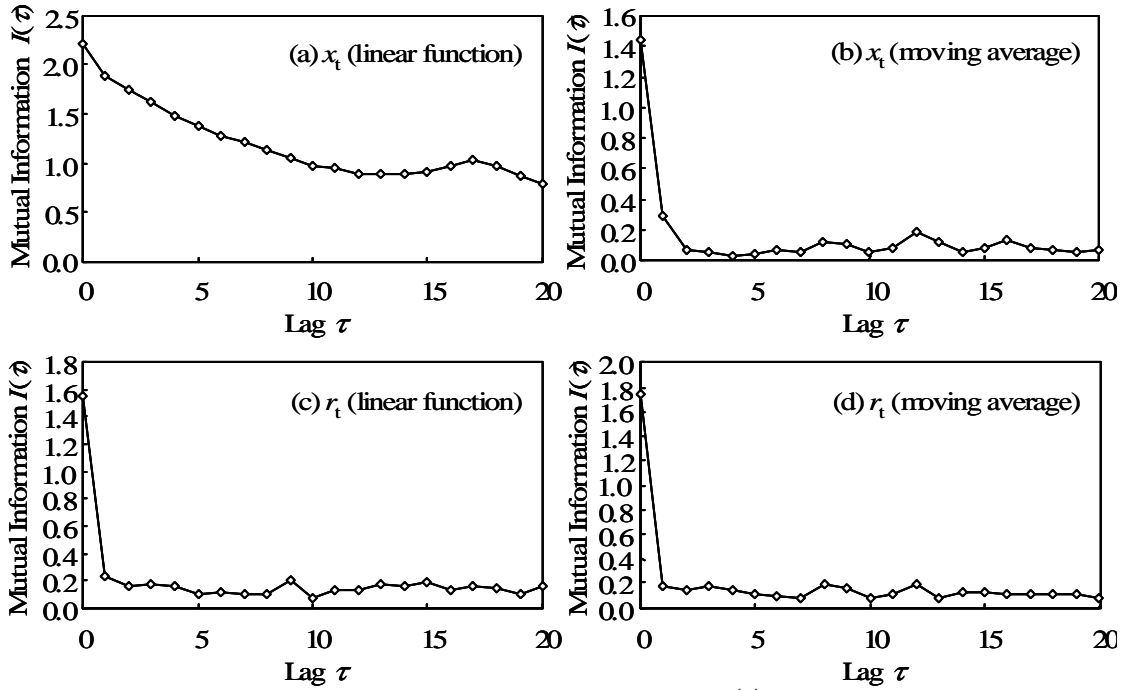 Mutual Information I(τ)
2.5
2.0
1.5
1.0
0.5
0.0
(a) xt (linear function)
0 5 10 15 20
Lag τ
Mutual Information I(τ)
1.6
1.4
1.2
1.0
0.8
0.6
0.4
0.2
0.0
(b) xt (moving average)
0 5 10 15 20
Lag τ
Mutual Information I(τ)
1.8
1.6
1.4
1.2
1.0
0.8
0.6
0.4
0.2
0.0
(c) rt (linear function)
0 5 10 15 20
Lag τ
Mutual Information I(τ)
2.0
1.8
1.6
1.4
1.2
1.0
0.8
0.6
0.4
0.2
0.0
(d) rt (moving average)
0 5 10 15 20
Lag τ